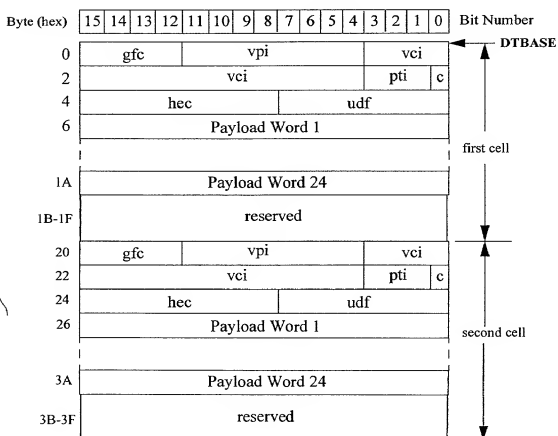 Byte (hex) 15 14 13 12 11 10 9 8 7 6 5 4 3 2 1 0 Bit Number
DTBASE
0 gfc vpi vci
2 vci pti c
4 hec udf
6 Payload Word 1
first cell
1A Payload Word 24
1B-1F reserved
20 gfc vpi vci
22 vci pti c
24 hec udf
26 Payload Word 1
second cell
3A Payload Word 24
3B-3F reserved